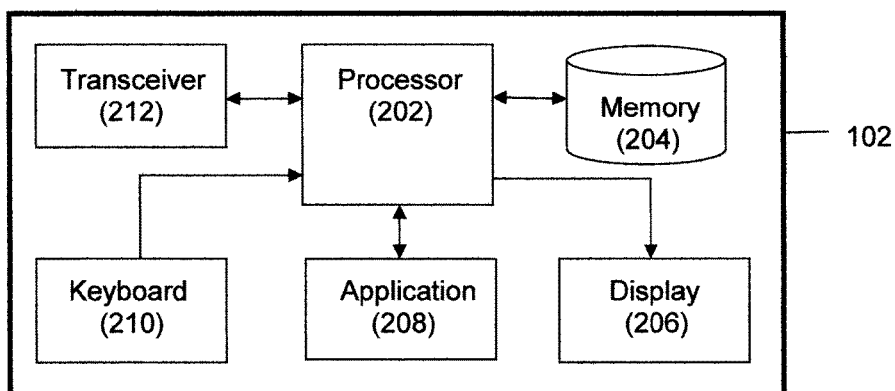 Transceiver
(212)
Processor
(202)
Memory
(204)
102
Keyboard
(210)
Application
(208)
Display
(206)